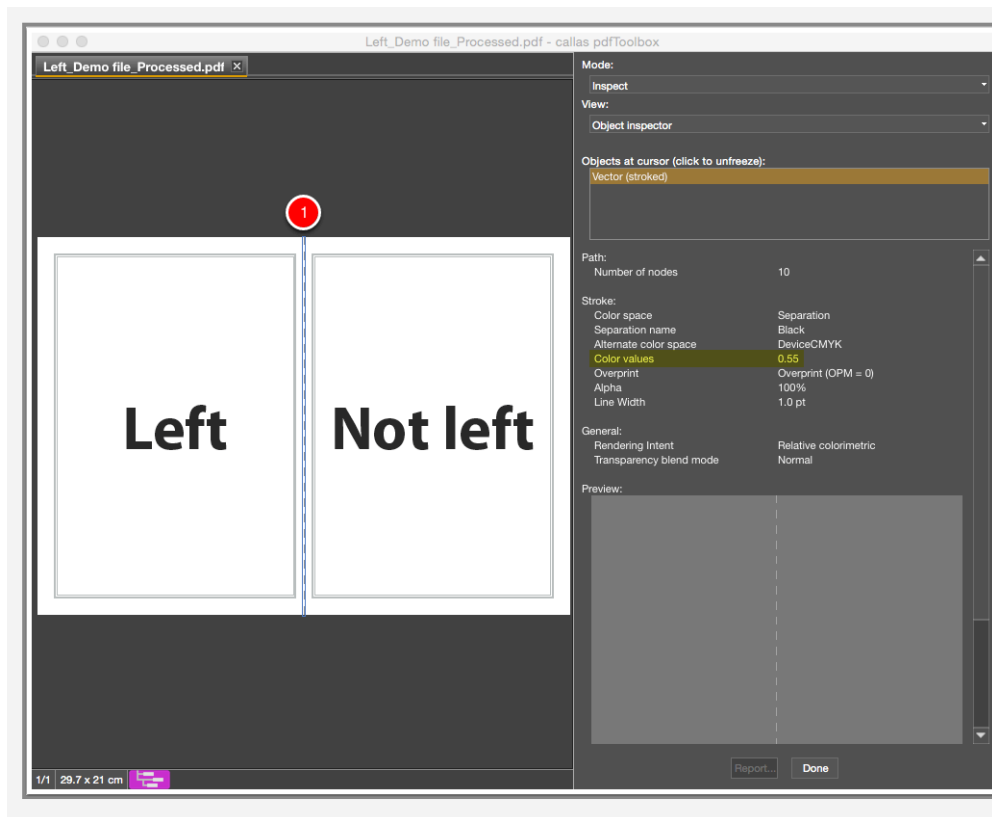 Left_Demo file_Processed.pdf - callas pdfToolbox
Left_Demo file_Processed.pdf
1
Left
Not left
1/1 29.7 x 21 cm
Mode:
Inspect
View:
Object inspector
Objects at cursor (click to unfreeze):
Vector (stroked)
Path:
Number of nodes 10
Stroke:
Color space Separation
Separation name Black
Alternate color space DeviceCMYK
Color values 0.55
Overprint Overprint (OPM = 0)
Alpha 100%
Line Width 1.0 pt
General:
Rendering Intent Relative colorimetric
Transparency blend mode Normal
Preview:
Report... Done